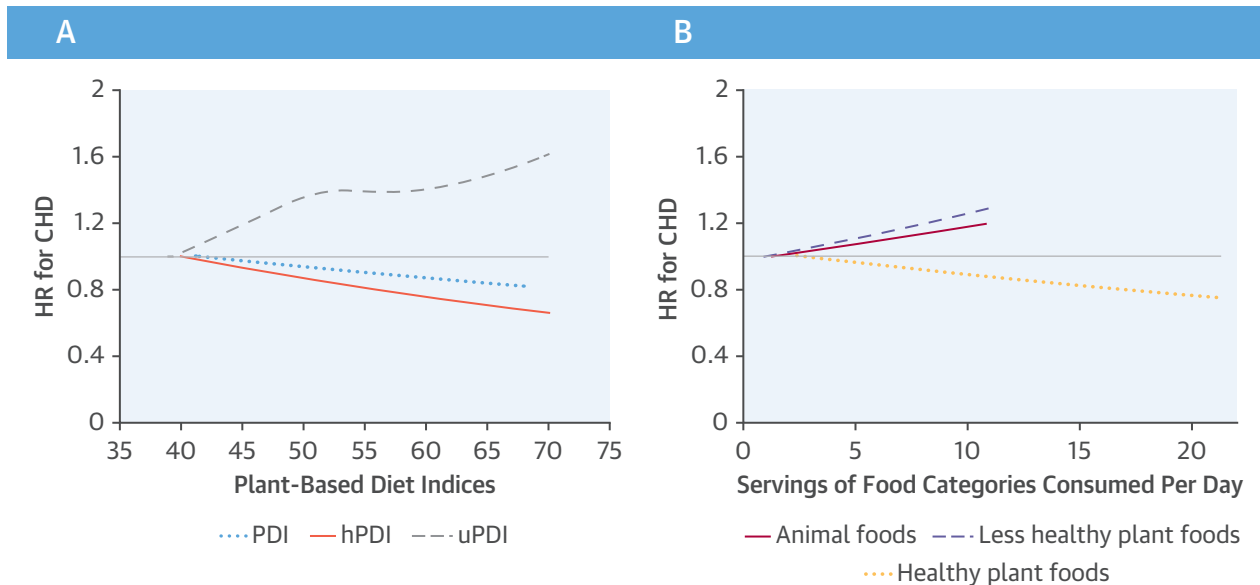 A
B
HR for CHD
2
1.6
1.2
0.8
0.4
0
35 40 45 50 55 60 65 70 75
Plant-Based Diet Indices
PDI hPDI uPDI
HR for CHD
2
1.6
1.2
0.8
0.4
0
0 5 10 15 20
Servings of Food Categories Consumed Per Day
Animal foods Less healthy plant foods
Healthy plant foods